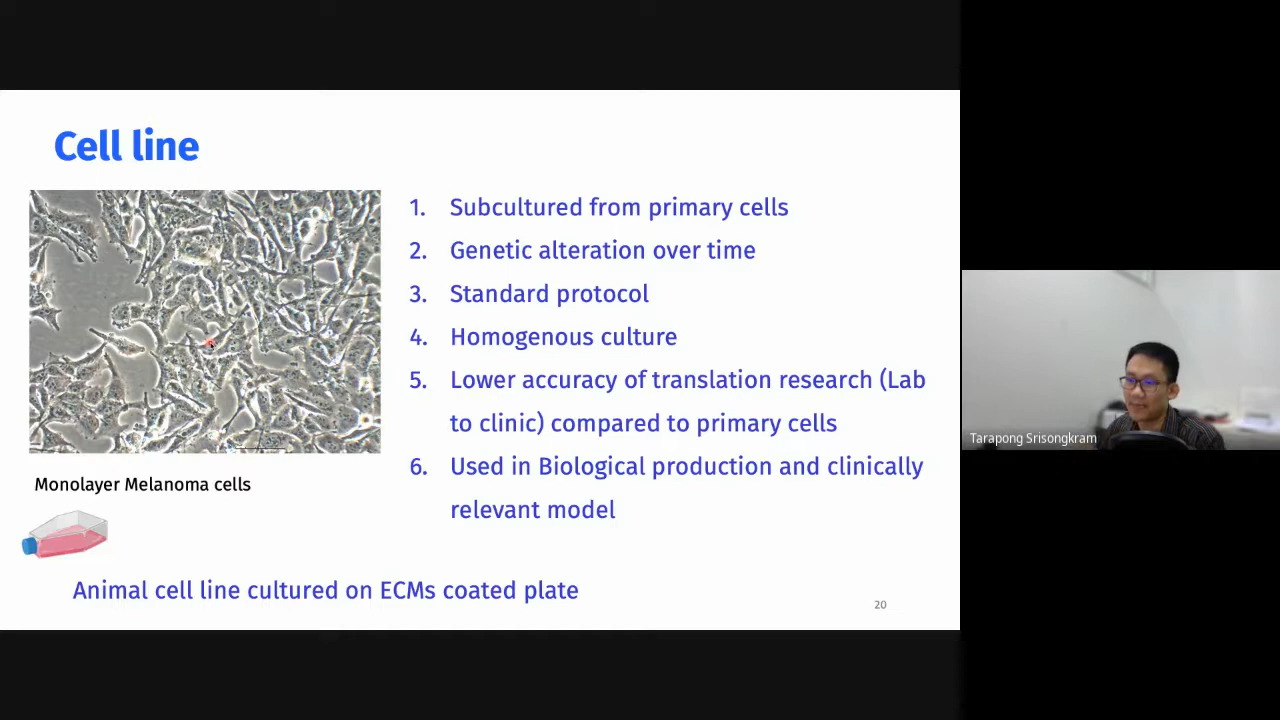 Cell line
1. Subcultured from primary cells
2. Genetic alteration over time
3. Standard protocol
4. Homogenous culture
5. Lower accuracy of translation research (Lab
to clinic) compared to primary cells
6. Used in Biological production and clinically
relevant model
Monolayer Melanoma cells
Animal cell line cultured on ECMs coated plate
20
Tarapong Srisongkram